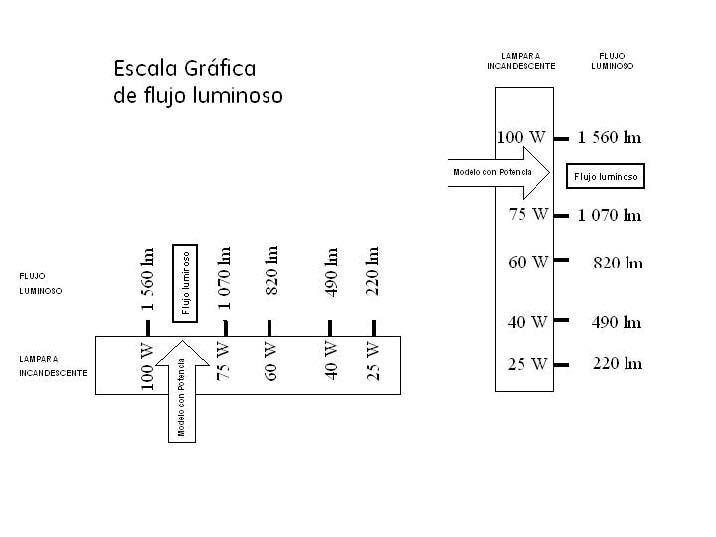 Escala Gráfica
de flujo luminoso
LAMPARA
INCANDESCENTE
FLUJO
LUMINOSO
100 W
1 560 lm
Modelo con Potencia
Flujo luminoso
75 W
1 070 lm
60 W
820 lm
40 W
490 lm
25 W
220 lm
FLUJO
LUMINOSO
1 560 lm
Flujo luminoso
1 070 lm
820 lm
490 lm
220 lm
LAMPARA
INCANDESCENTE
100 W
Modelo con Potencia
75 W
60 W
40 W
25 W